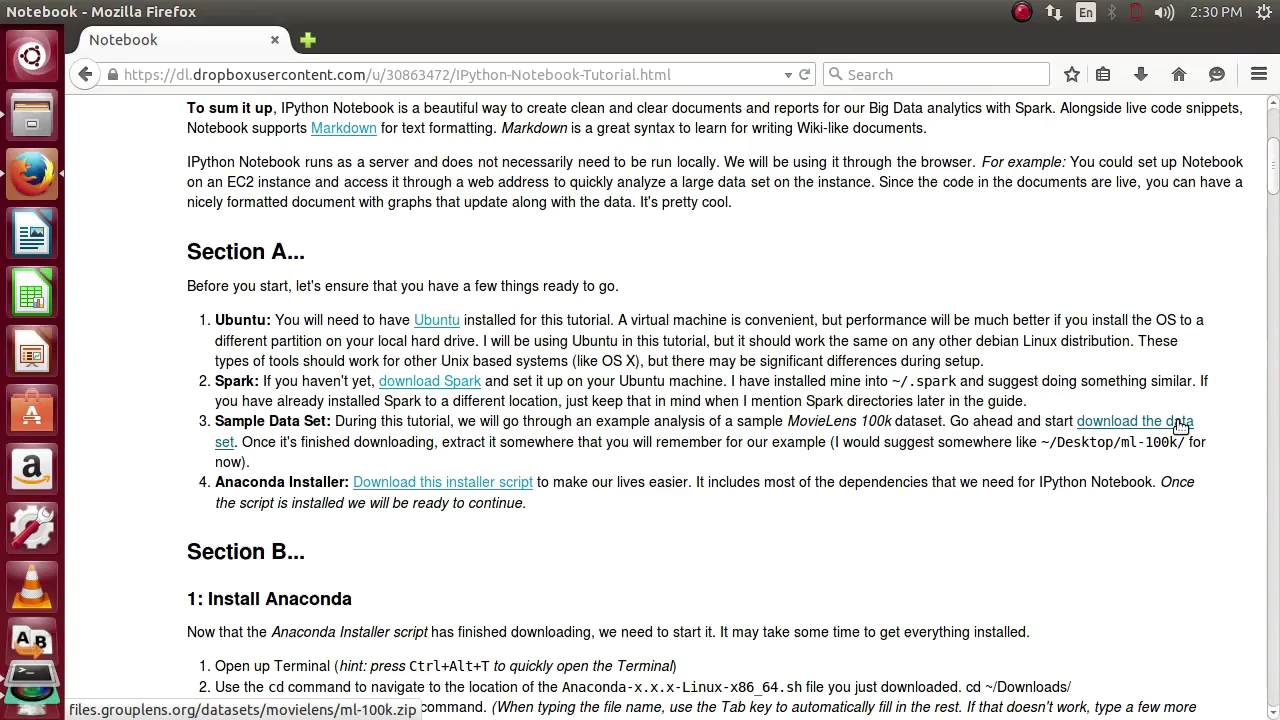 Notebook - Mozilla Firefox
En
2:30 PM
Notebook
https://dl.dropboxusercontent.com/u/30863472/IPython-Notebook-Tutorial.html
Search
To sum it up, IPython Notebook is a beautiful way to create clean and clear documents and reports for our Big Data analytics with Spark. Alongside live code snippets,
Notebook supports Markdown for text formatting. Markdown is a great syntax to learn for writing Wiki-like documents.
IPython Notebook runs as a server and does not necessarily need to be run locally. We will be using it through the browser. For example: You could set up Notebook
on an EC2 instance and access it through a web address to quickly analyze a large data set on the instance. Since the code in the documents are live, you can have a
nicely formatted document with graphs that update along with the data. It's pretty cool.
Section A...
Before you start, let's ensure that you have a few things ready to go.
1. Ubuntu: You will need to have Ubuntu installed for this tutorial. A virtual machine is convenient, but performance will be much better if you install the OS to a
different partition on your local hard drive. I will be using Ubuntu in this tutorial, but it should work the same on any other debian Linux distribution. These
types of tools should work for other Unix based systems (like OS X), but there may be significant differences during setup.
2. Spark: If you haven't yet, download Spark and set it up on your Ubuntu machine. I have installed mine into ~/.spark and suggest doing something similar. If
you have already installed Spark to a different location, just keep that in mind when I mention Spark directories later in the guide.
3. Sample Data Set: During this tutorial, we will go through an example analysis of a sample MovieLens 100k dataset. Go ahead and start download the data
set. Once it's finished downloading, extract it somewhere that you will remember for our example (I would suggest somewhere like ~/Desktop/ml-100k/ for
now).
4. Anaconda Installer: Download this installer script to make our lives easier. It includes most of the dependencies that we need for IPython Notebook. Once
the script is installed we will be ready to continue.
Section B...
1: Install Anaconda
Now that the Anaconda Installer script has finished downloading, we need to start it. It may take some time to get everything installed.
1. Open up Terminal (hint: press Ctrl+Alt+T to quickly open the Terminal)
2. Use the cd command to navigate to the location of the Anaconda-x.x.x-Linux-x86_64.sh file you just downloaded. cd ~/Downloads/
files.grouplens.org/datasets/movielens/ml-100k.zip command. (When typing the file name, use the Tab key to automatically fill in the rest. If that doesn't work, type a few more